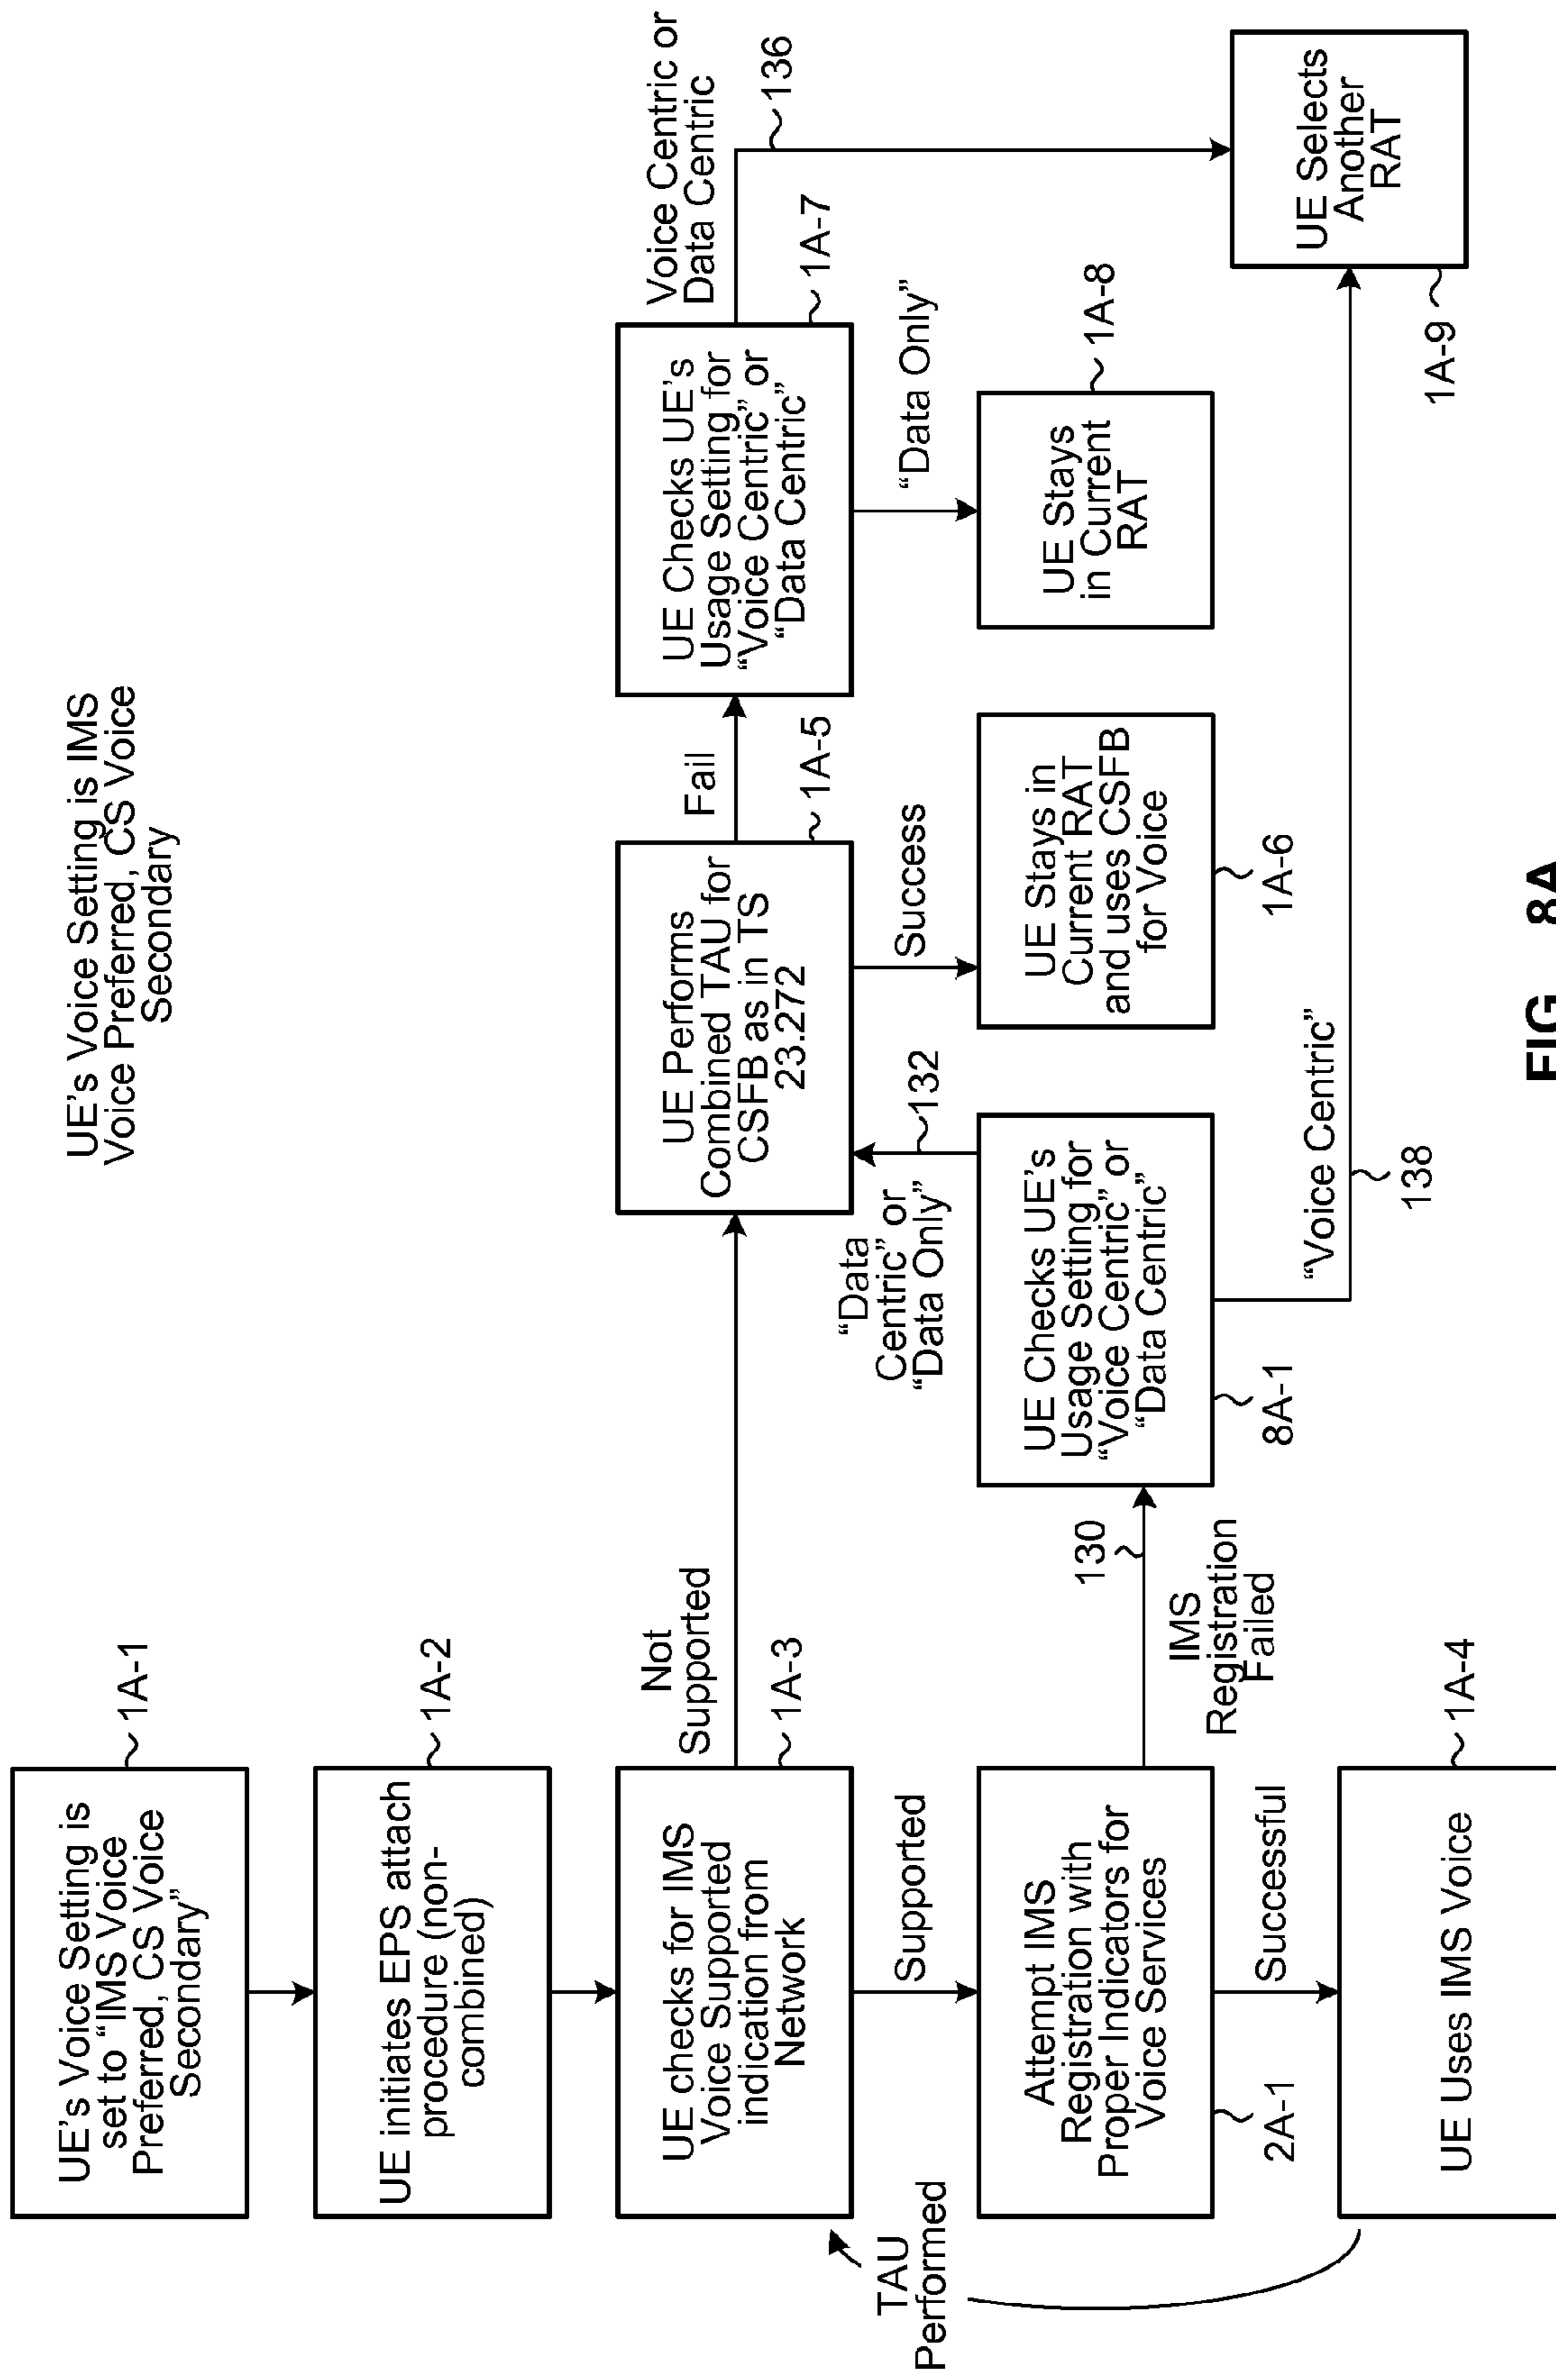 UE's Voice Setting is IMS
Voice Preferred, CS Voice
Secondary
UE's Voice Setting is
set to “IMS Voice
Preferred, CS Voice
Secondary”
1A-1
UE initiates EPS attach
procedure (non-
combined)
1A-2
UE checks for IMS
Voice Supported
indication from
Network
1A-3
Not
Supported
Supported
UE Performs
Combined TAU for
CSFB as in TS
23.272
1A-5
Fail
Success
UE Checks UE's
Usage Setting for
“Voice Centric” or
“Data Centric”
1A-7
Voice Centric or
Data Centric
136
“Data Only”
TAU
Performed
Attempt IMS
Registration with
Proper Indicators for
Voice Services
2A-1
IMS
Registration
Failed
130
Successful
UE Checks UE's
Usage Setting for
“Voice Centric” or
“Data Centric”
8A-1
“Data
Centric” or
“Data Only”
132
“Voice Centric”
138
UE Stays in
Current RAT
and uses CSFB
for Voice
1A-6
UE Stays
in Current
RAT
1A-8
UE Selects
Another
RAT
1A-9
UE Uses IMS Voice
1A-4
FIG. 8A